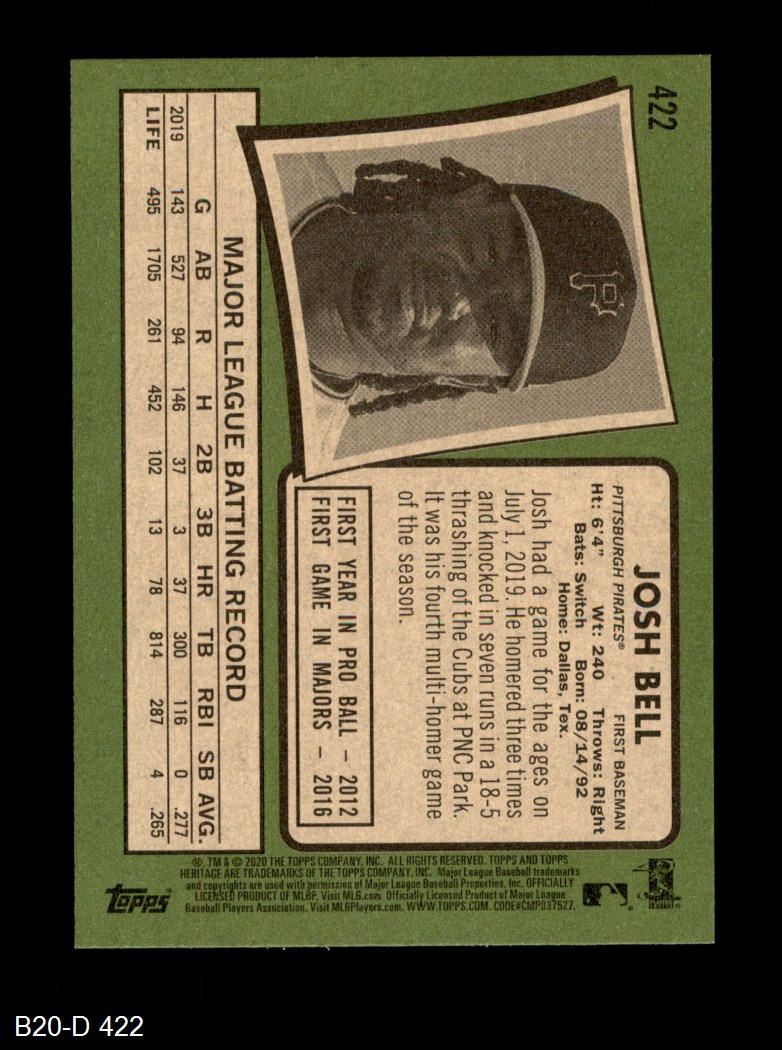 422
JOSH BELL
PITTSBURGH PIRATES® FIRST BASEMAN
Ht: 6'4" Wt: 240 Throws: Right
Bats: Switch Born: 08/14/92
Home: Dallas, Tex.
Josh had a game for the ages on
July 1, 2019. He homered three times
and knocked in seven runs in a 18-5
thrashing of the Cubs at PNC Park.
It was his fourth multi-homer game
of the season.
FIRST YEAR IN PRO BALL – 2012
FIRST GAME IN MAJORS – 2016
P
MAJOR LEAGUE BATTING RECORD
G AB R H 2B 3B HR TB RBI SB AVG.
2019 143 527 94 146 37 3 37 300 116 0 .277
LIFE 495 1705 261 452 102 13 78 814 287 4 .265
®, TM & © 2020 THE TOPPS COMPANY, INC. ALL RIGHTS RESERVED. TOPPS AND TOPPS
HERITAGE ARE TRADEMARKS OF THE TOPPS COMPANY, INC. Major League Baseball trademarks
and copyrights are used with permission of Major League Baseball Properties, Inc. OFFICIALLY
LICENSED PRODUCT OF MLBP. Visit MLB.com. Officially Licensed Product of Major League
Baseball Players Association. Visit MLBPlayers.com. WWW.TOPPS.COM. CODE#CMP037527.
Topps
B20-D 422